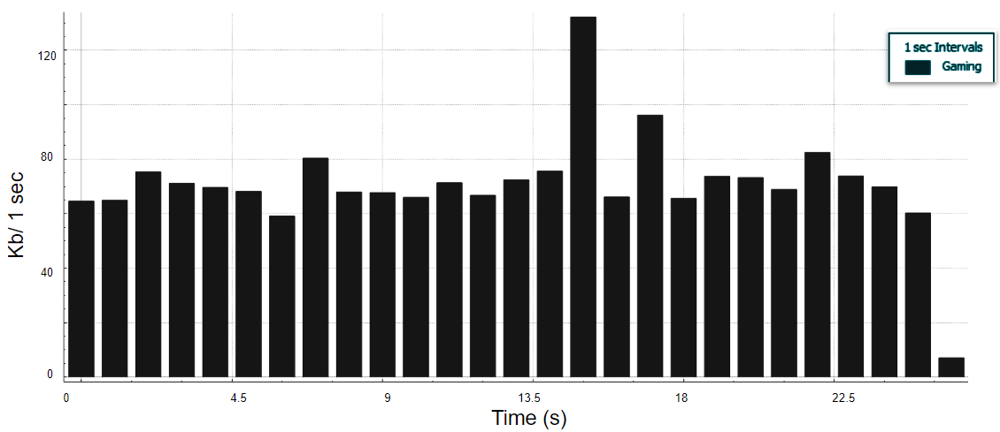 120
80
40
0
Kb/ 1 sec
0 4.5 9 13.5 18 22.5
Time (s)
1 sec Intervals
Gaming